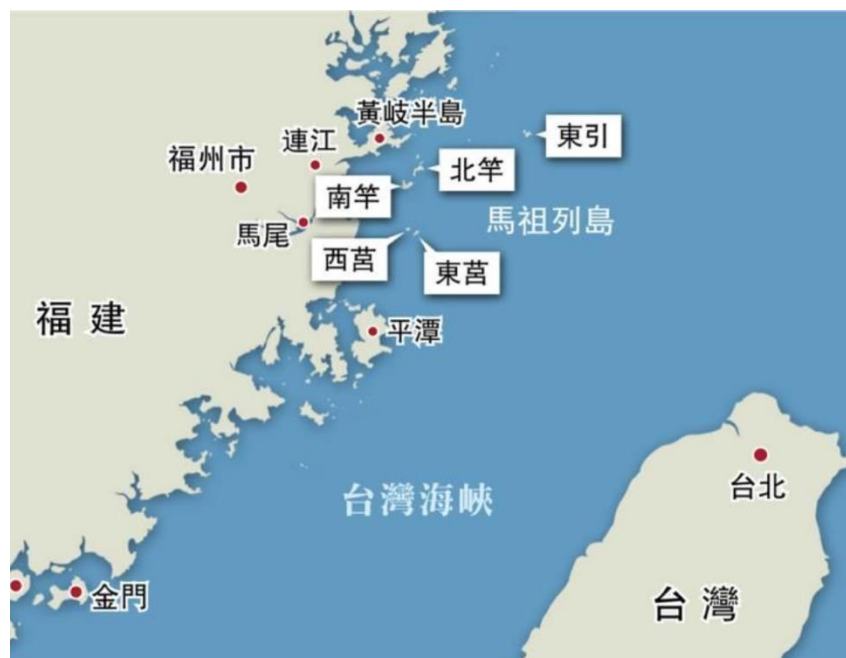 黃岐半島
東引
連江
福州市
北竿
南竿
馬祖列島
馬尾
西莒
東莒
福建
平潭
台灣海峽
台北
金門
台灣